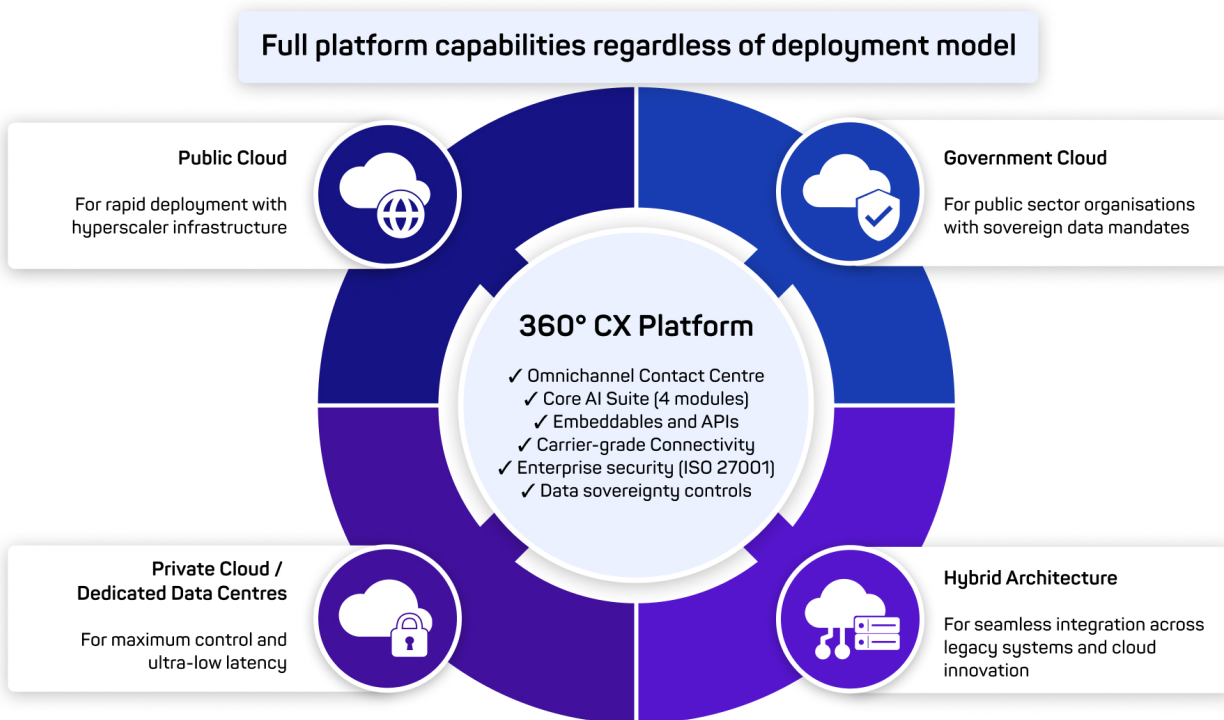 Full platform capabilities regardless of deployment model
Public Cloud
For rapid deployment with
hyperscaler infrastructure
Government Cloud
For public sector organisations
with sovereign data mandates
360° CX Platform
✓ Omnichannel Contact Centre
✓ Core AI Suite (4 modules)
✓ Embeddables and APIs
✓ Carrier-grade Connectivity
✓ Enterprise security (ISO 27001)
✓ Data sovereignty controls
Private Cloud /
Dedicated Data Centres
For maximum control and
ultra-low latency
Hybrid Architecture
For seamless integration across
legacy systems and cloud
innovation